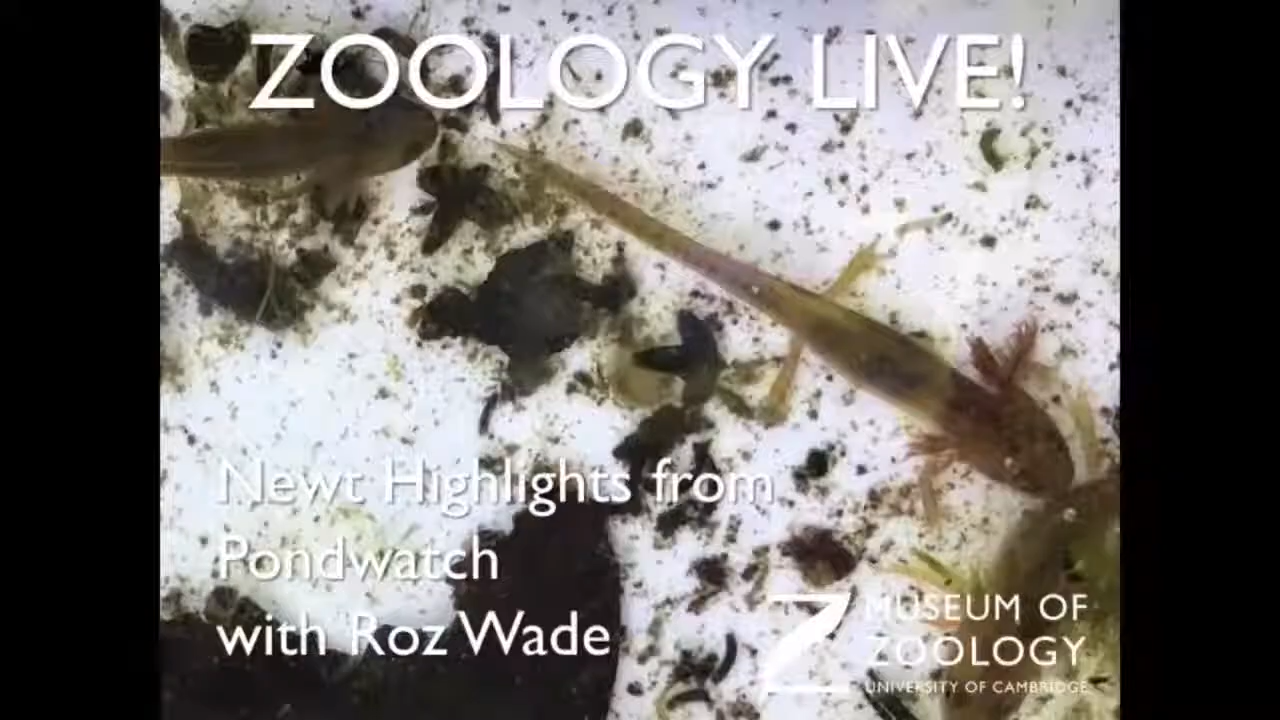 ZOOLOGY LIVE!
Newt Highlights from
Pondwatch
with Roz Wade
MUSEUM OF
ZOOLOGY
UNIVERSITY OF CAMBRIDGE